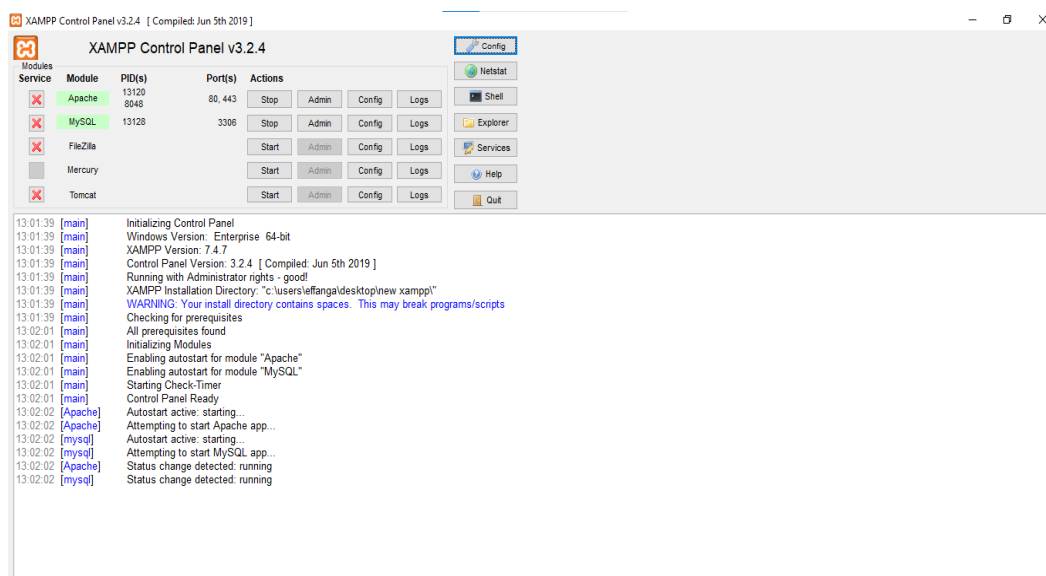 XAMPP Control Panel v3.2.4 [ Compiled: Jun 5th 2019 ]
XAMPP Control Panel v3.2.4
Config
Modules
Service Module PID(s) Port(s) Actions
Netstat
Apache 13120 8048 80, 443 Stop Admin Config Logs
Shell
MySQL 13128 3306 Stop Admin Config Logs
Explorer
FileZilla Start Admin Config Logs
Services
Mercury Start Admin Config Logs
Help
Tomcat Start Admin Config Logs
Quit
13:01:39 [main] Initializing Control Panel
13:01:39 [main] Windows Version: Enterprise 64-bit
13:01:39 [main] XAMPP Version: 7.4.7
13:01:39 [main] Control Panel Version: 3.2.4 [ Compiled: Jun 5th 2019 ]
13:01:39 [main] Running with Administrator rights - good!
13:01:39 [main] XAMPP Installation Directory: "c:\users\effanga\desktop\new xampp\"
13:01:39 [main] WARNING: Your install directory contains spaces. This may break programs/scripts
13:01:39 [main] Checking for prerequisites
13:02:01 [main] All prerequisites found
13:02:01 [main] Initializing Modules
13:02:01 [main] Enabling autostart for module "Apache"
13:02:01 [main] Enabling autostart for module "MySQL"
13:02:01 [main] Starting Check-Timer
13:02:01 [main] Control Panel Ready
13:02:02 [Apache] Autostart active: starting...
13:02:02 [Apache] Attempting to start Apache app...
13:02:02 [mysql] Autostart active: starting...
13:02:02 [mysql] Attempting to start MySQL app...
13:02:02 [Apache] Status change detected: running
13:02:02 [mysql] Status change detected: running